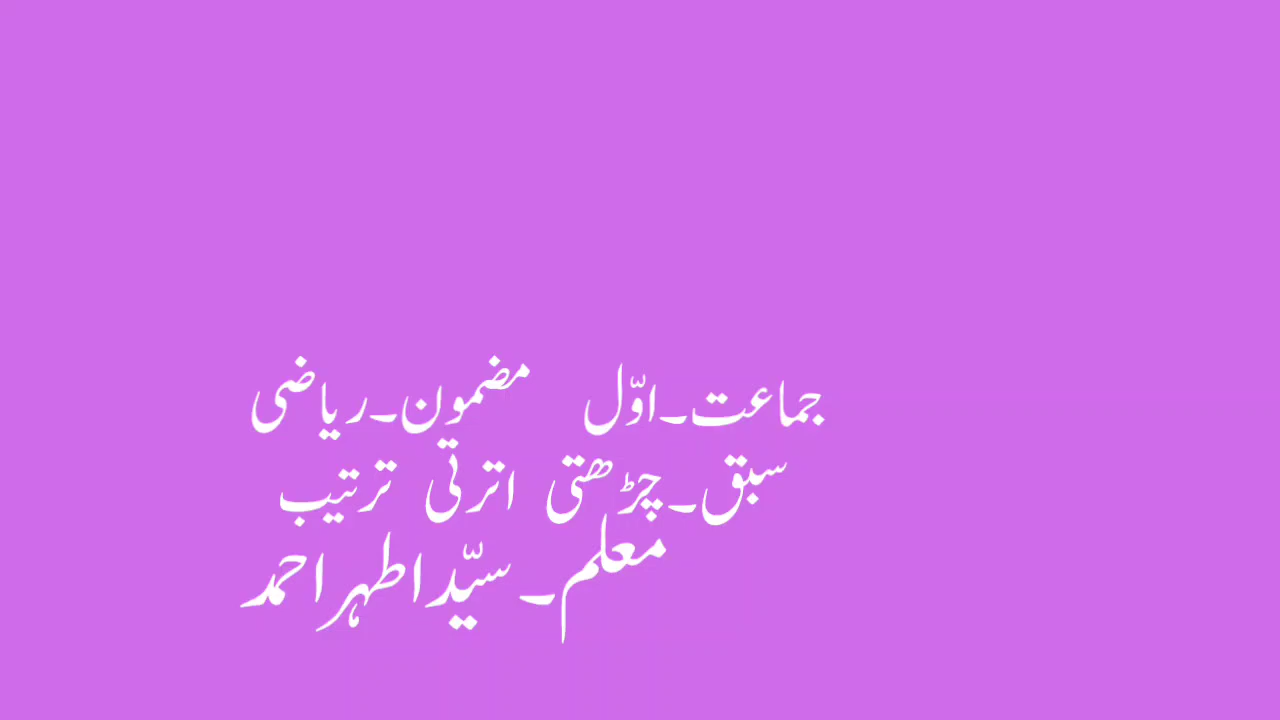 جماعت۔اوّل مضمون۔ریاضی
سبق۔چڑھتی اترتی ترتیب
معلم۔سیّداطہراحمد